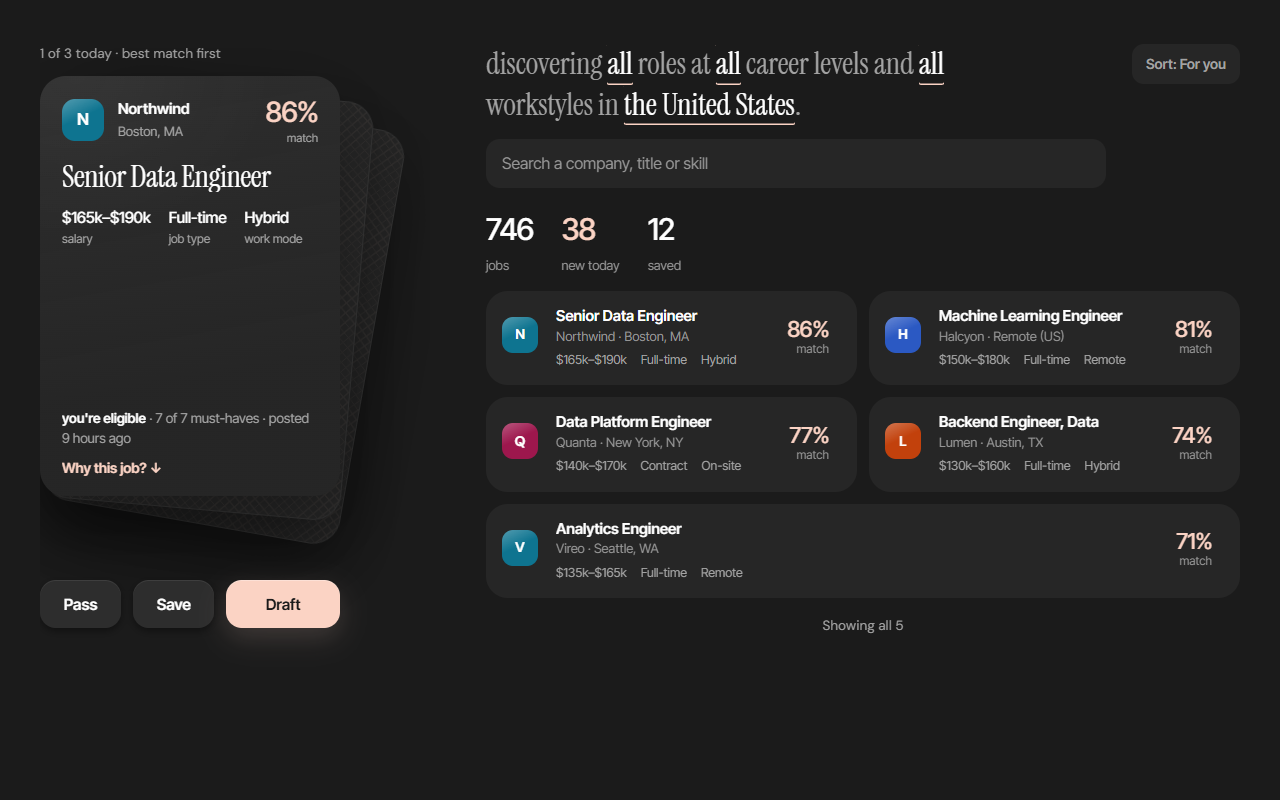 1 of 3 today · best match first
N
Northwind
Boston, MA
86%
match
Senior Data Engineer
$165k–$190k Full-time Hybrid
salary job type work mode
you're eligible · 7 of 7 must-haves · posted
9 hours ago
Why this job? ↓
Pass Save Draft
discovering all roles at all career levels and all
workstyles in the United States.
Sort: For you
Search a company, title or skill
746 38 12
jobs new today saved
N
Senior Data Engineer
Northwind · Boston, MA
$165k–$190k Full-time Hybrid
86%
match
H
Machine Learning Engineer
Halcyon · Remote (US)
$150k–$180k Full-time Remote
81%
match
Q
Data Platform Engineer
Quanta · New York, NY
$140k–$170k Contract On-site
77%
match
L
Backend Engineer, Data
Lumen · Austin, TX
$130k–$160k Full-time Hybrid
74%
match
V
Analytics Engineer
Vireo · Seattle, WA
$135k–$165k Full-time Remote
71%
match
Showing all 5